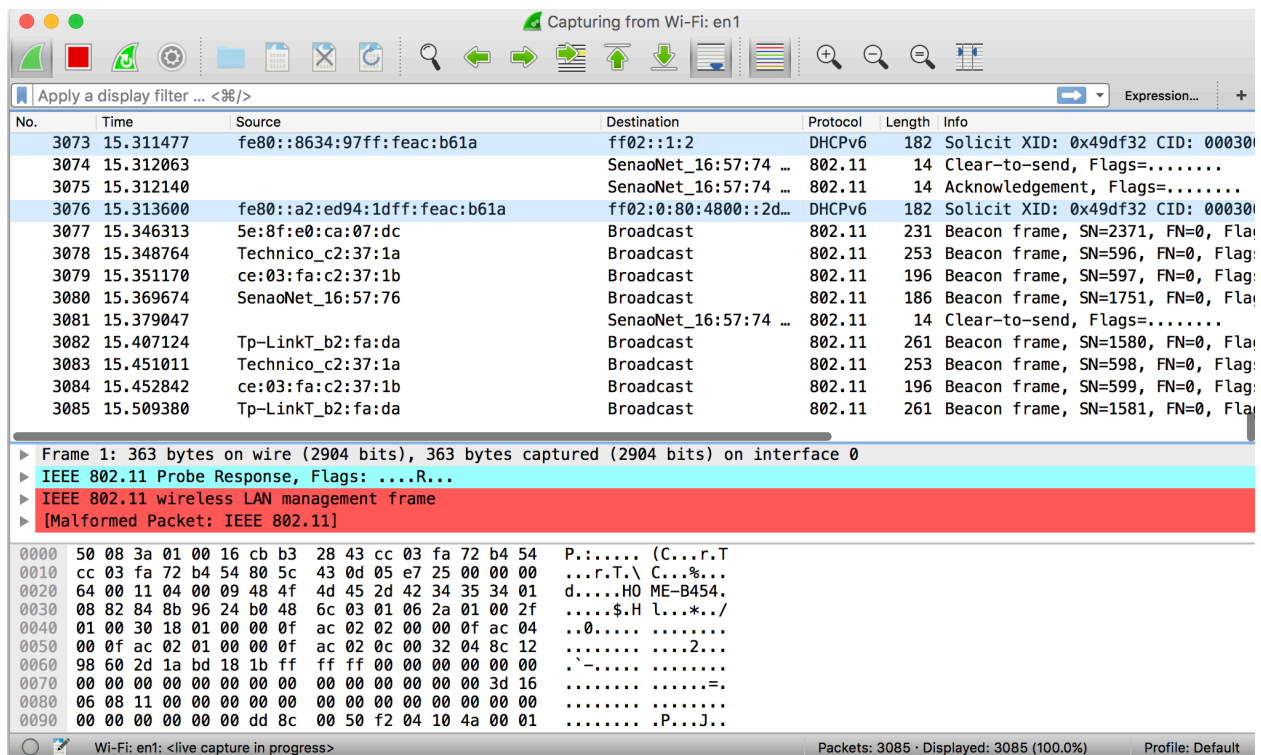 Capturing from Wi-Fi: en1
Apply a display filter ... <⌘/> Expression... +
No. Time Source Destination Protocol Length Info
3073 15.311477 fe80::8634:97ff:feac:b61a ff02::1:2 DHCPv6 182 Solicit XID: 0x49df32 CID: 00030
3074 15.312063 SenaoNet_16:57:74 … 802.11 14 Clear-to-send, Flags=........
3075 15.312140 SenaoNet_16:57:74 … 802.11 14 Acknowledgement, Flags=........
3076 15.313600 fe80::a2:ed94:1dff:feac:b61a ff02:0:80:4800::2d… DHCPv6 182 Solicit XID: 0x49df32 CID: 00030
3077 15.346313 5e:8f:e0:ca:07:dc Broadcast 802.11 231 Beacon frame, SN=2371, FN=0, Fla
3078 15.348764 Technico_c2:37:1a Broadcast 802.11 253 Beacon frame, SN=596, FN=0, Flag
3079 15.351170 ce:03:fa:c2:37:1b Broadcast 802.11 196 Beacon frame, SN=597, FN=0, Flag
3080 15.369674 SenaoNet_16:57:76 Broadcast 802.11 186 Beacon frame, SN=1751, FN=0, Fla
3081 15.379047 SenaoNet_16:57:74 … 802.11 14 Clear-to-send, Flags=........
3082 15.407124 Tp-LinkT_b2:fa:da Broadcast 802.11 261 Beacon frame, SN=1580, FN=0, Fla
3083 15.451011 Technico_c2:37:1a Broadcast 802.11 253 Beacon frame, SN=598, FN=0, Flag
3084 15.452842 ce:03:fa:c2:37:1b Broadcast 802.11 196 Beacon frame, SN=599, FN=0, Flag
3085 15.509380 Tp-LinkT_b2:fa:da Broadcast 802.11 261 Beacon frame, SN=1581, FN=0, Fla
Frame 1: 363 bytes on wire (2904 bits), 363 bytes captured (2904 bits) on interface 0
IEEE 802.11 Probe Response, Flags: ....R...
IEEE 802.11 wireless LAN management frame
[Malformed Packet: IEEE 802.11]
0000 50 08 3a 01 00 16 cb b3 28 43 cc 03 fa 72 b4 54 P.:..... (C...r.T
0010 cc 03 fa 72 b4 54 80 5c 43 0d 05 e7 25 00 00 00 ...r.T.\ C...%...
0020 64 00 11 04 00 09 48 4f 4d 45 2d 42 34 35 34 01 d.....HO ME-B454.
0030 08 82 84 8b 96 24 b0 48 6c 03 01 06 2a 01 00 2f .....$.H l...*../
0040 01 00 30 18 01 00 00 0f ac 02 02 00 00 0f ac 04 ..0..... ........
0050 00 0f ac 02 01 00 00 0f ac 02 0c 00 32 04 8c 12 ........ ....2...
0060 98 60 2d 1a bd 18 1b ff ff ff 00 00 00 00 00 00 .`-..... ........
0070 00 00 00 00 00 00 00 00 00 00 00 00 00 00 3d 16 ........ ......=.
0080 06 08 11 00 00 00 00 00 00 00 00 00 00 00 00 00 ........ ........
0090 00 00 00 00 00 00 dd 8c 00 50 f2 04 10 4a 00 01 ........ .P...J..
Wi-Fi: en1: <live capture in progress> Packets: 3085 · Displayed: 3085 (100.0%) Profile: Default